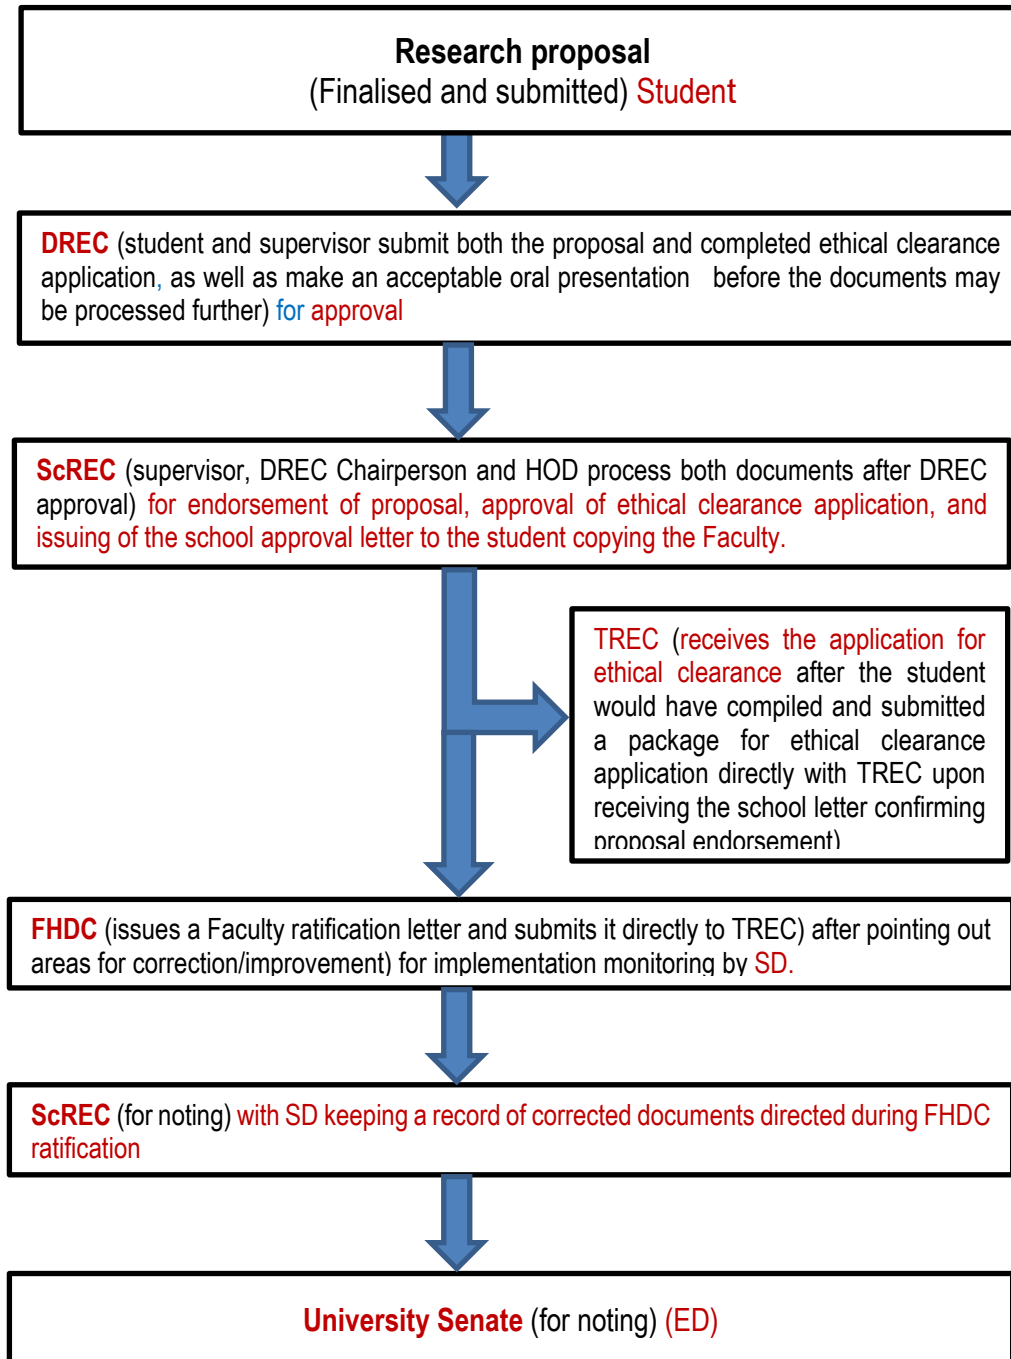 Research proposal
(Finalised and submitted) Student
DREC (student and supervisor submit both the proposal and completed ethical clearance
application, as well as make an acceptable oral presentation before the documents may
be processed further) for approval
ScREC (supervisor, DREC Chairperson and HOD process both documents after DREC
approval) for endorsement of proposal, approval of ethical clearance application, and
issuing of the school approval letter to the student copying the Faculty.
TREC (receives the application for
ethical clearance after the student
would have compiled and submitted
a package for ethical clearance
application directly with TREC upon
receiving the school letter confirming
proposal endorsement)
FHDC (issues a Faculty ratification letter and submits it directly to TREC) after pointing out
areas for correction/improvement) for implementation monitoring by SD.
ScREC (for noting) with SD keeping a record of corrected documents directed during FHDC
ratification
University Senate (for noting) (ED)